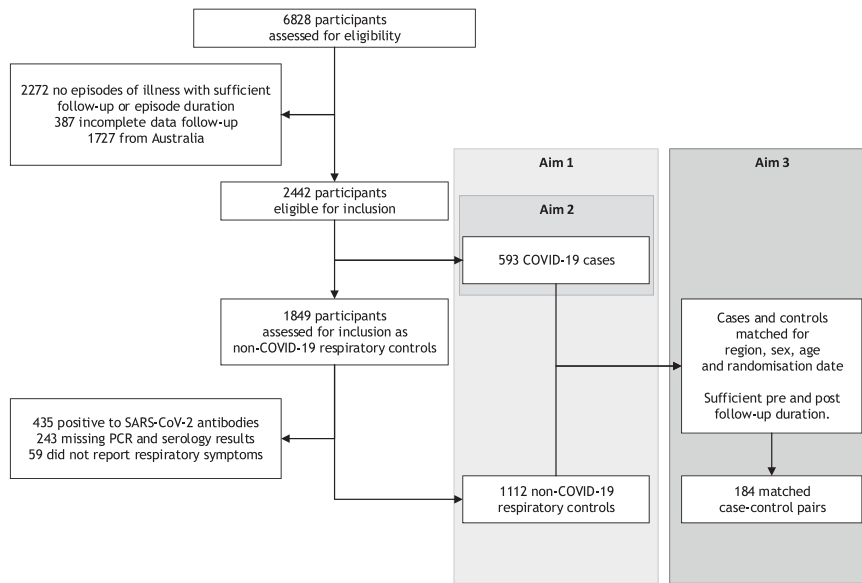 6828 participants
assessed for eligibility
2272 no episodes of illness with sufficient
follow-up or episode duration
387 incomplete data follow-up
1727 from Australia
Aim 1
Aim 3
2442 participants
eligible for inclusion
Aim 2
593 COVID-19 cases
1849 participants
assessed for inclusion as
non-COVID-19 respiratory controls
Cases and controls
matched for
region, sex, age
and randomisation date
Sufficient pre and post
follow-up duration.
435 positive to SARS-CoV-2 antibodies
243 missing PCR and serology results
59 did not report respiratory symptoms
1112 non-COVID-19
respiratory controls
184 matched
case-control pairs